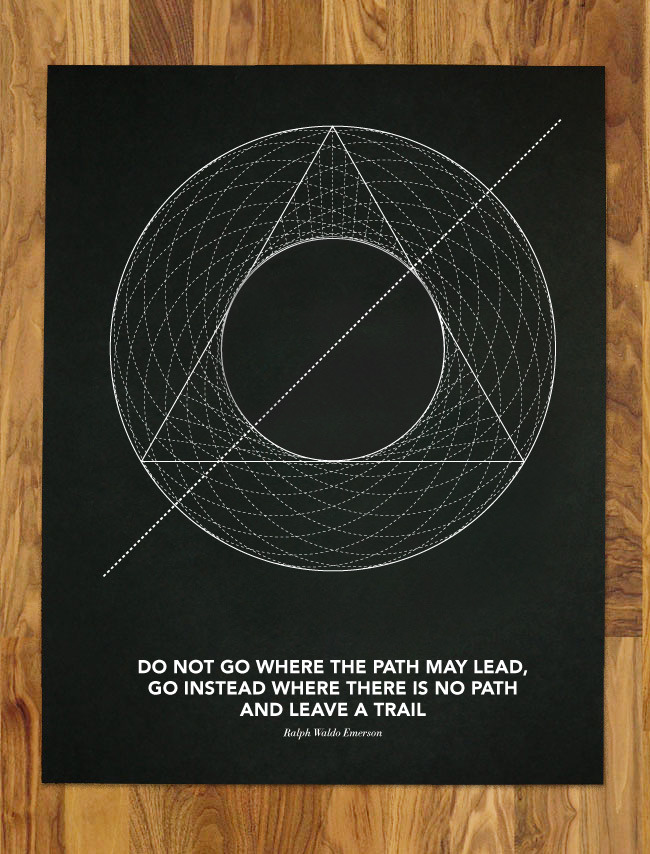 DO NOT GO WHERE THE PATH MAY LEAD,
GO INSTEAD WHERE THERE IS NO PATH
AND LEAVE A TRAIL
Ralph Waldo Emerson